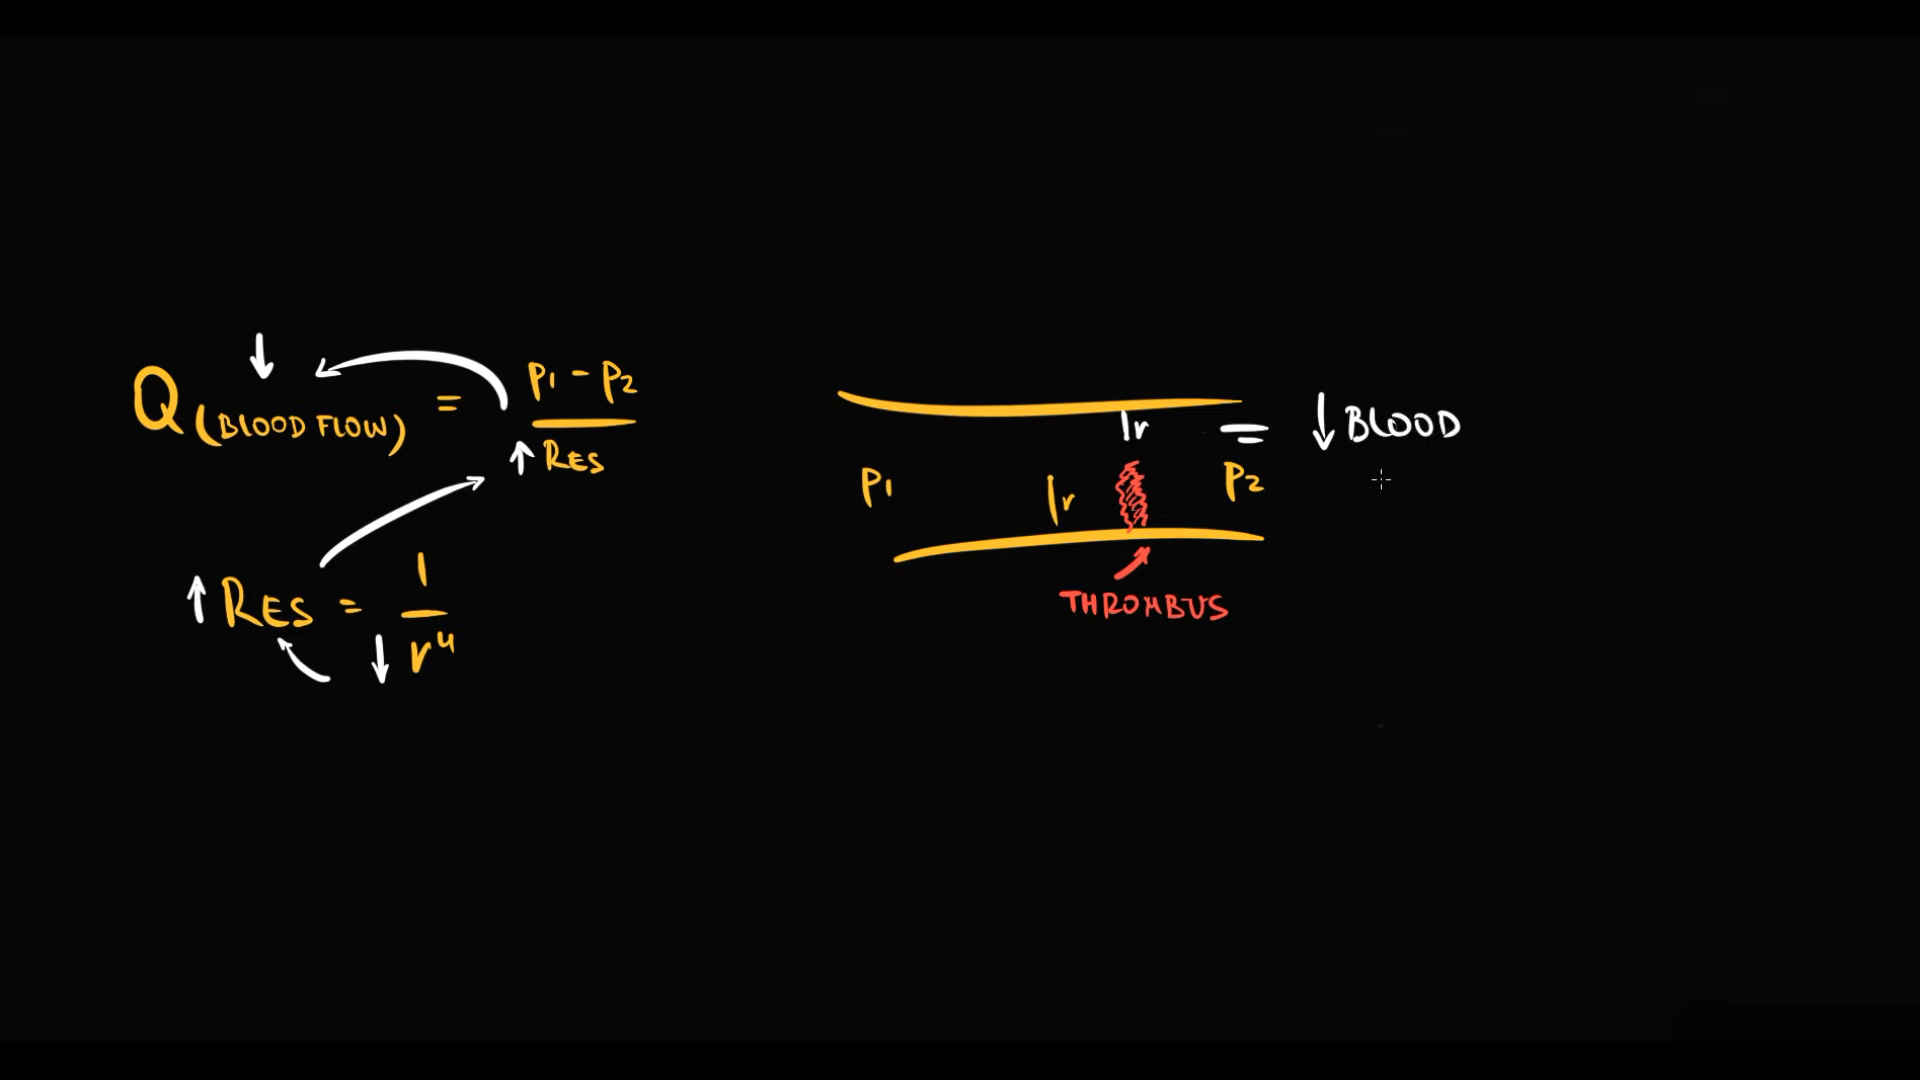 ↓
Q (BLOOD FLOW) = P1 - P2
↑ RES
↑ RES = 1
↓ r⁴
P1
r
r
=
P2
↓ BLOOD
THROMBUS